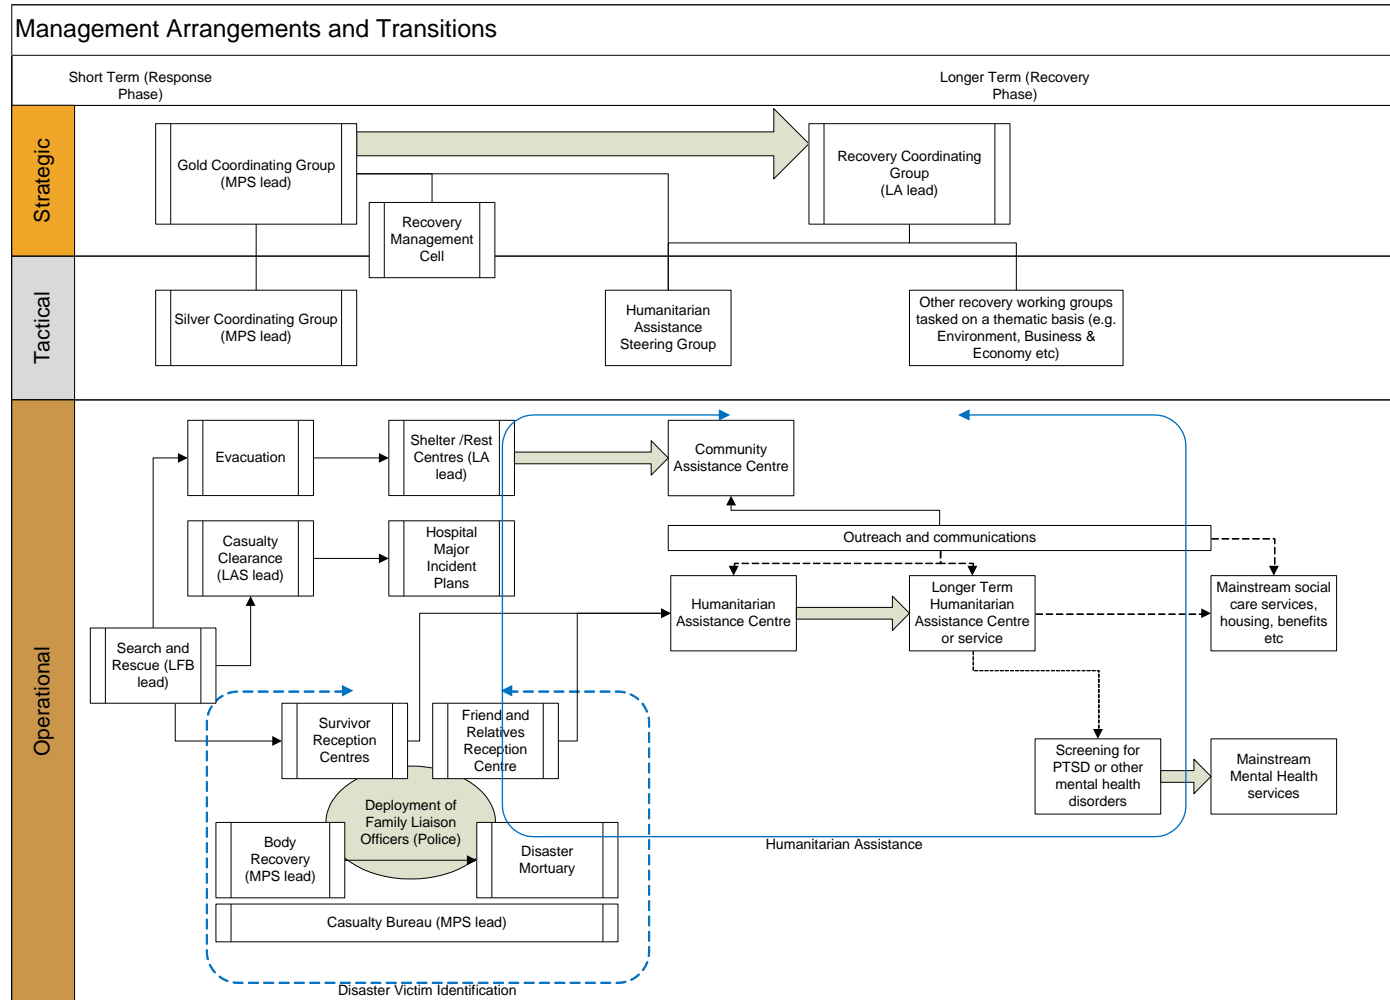 Management Arrangements and Transitions
Short Term (Response
Phase)
Longer Term (Recovery
Phase)
Strategic
Gold Coordinating Group
(MPS lead)
Recovery
Management
Cell
Recovery Coordinating
Group
(LA lead)
Tactical
Silver Coordinating Group
(MPS lead)
Humanitarian
Assistance
Steering Group
Other recovery working groups
tasked on a thematic basis (e.g.
Environment, Business &
Economy etc)
Operational
Evacuation
Shelter /Rest
Centres (LA
lead)
Community
Assistance Centre
Casualty
Clearance
(LAS lead)
Hospital
Major
Incident
Plans
Outreach and communications
Humanitarian
Assistance Centre
Longer Term
Humanitarian
Assistance Centre
or service
Mainstream social
care services,
housing, benefits
etc
Search and
Rescue (LFB
lead)
Survivor
Reception
Centres
Friend and
Relatives
Reception
Centre
Screening for
PTSD or other
mental health
disorders
Mainstream
Mental Health
services
Deployment of
Family Liaison
Officers (Police)
Body
Recovery
(MPS lead)
Disaster
Mortuary
Humanitarian Assistance
Casualty Bureau (MPS lead)
Disaster Victim Identification